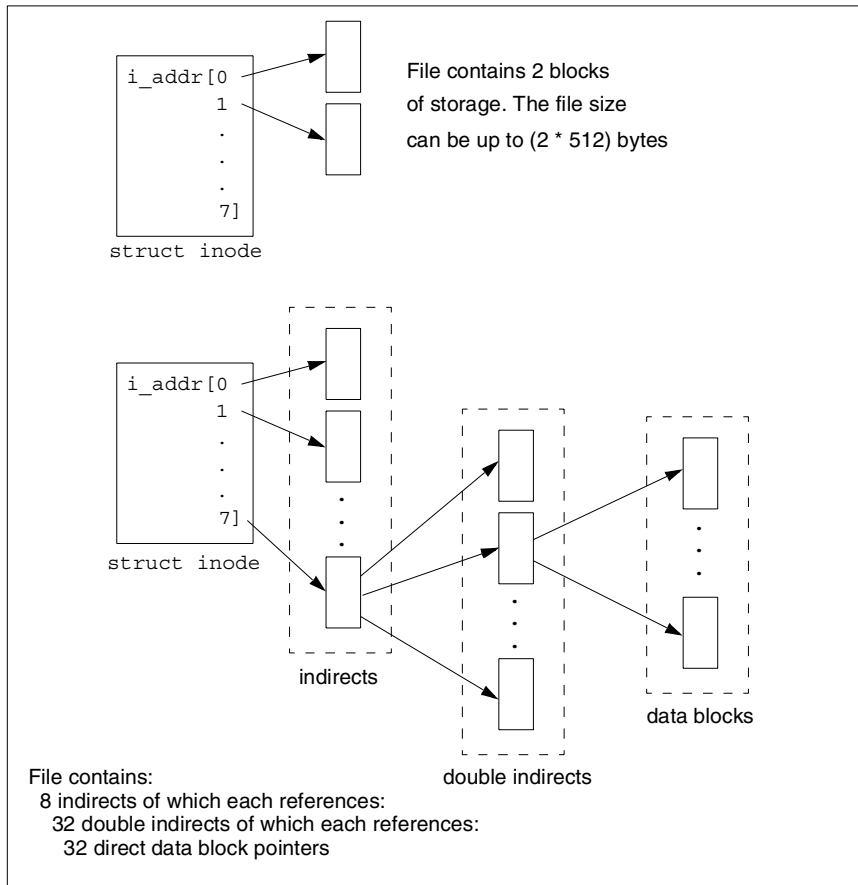 i_addr[0
1
.
.
.
7]
struct inode
File contains 2 blocks
of storage. The file size
can be up to (2 * 512) bytes
i_addr[0
1
.
.
.
7]
struct inode
indirects
double indirects
data blocks
File contains:
8 indirects of which each references:
32 double indirects of which each references:
32 direct data block pointers